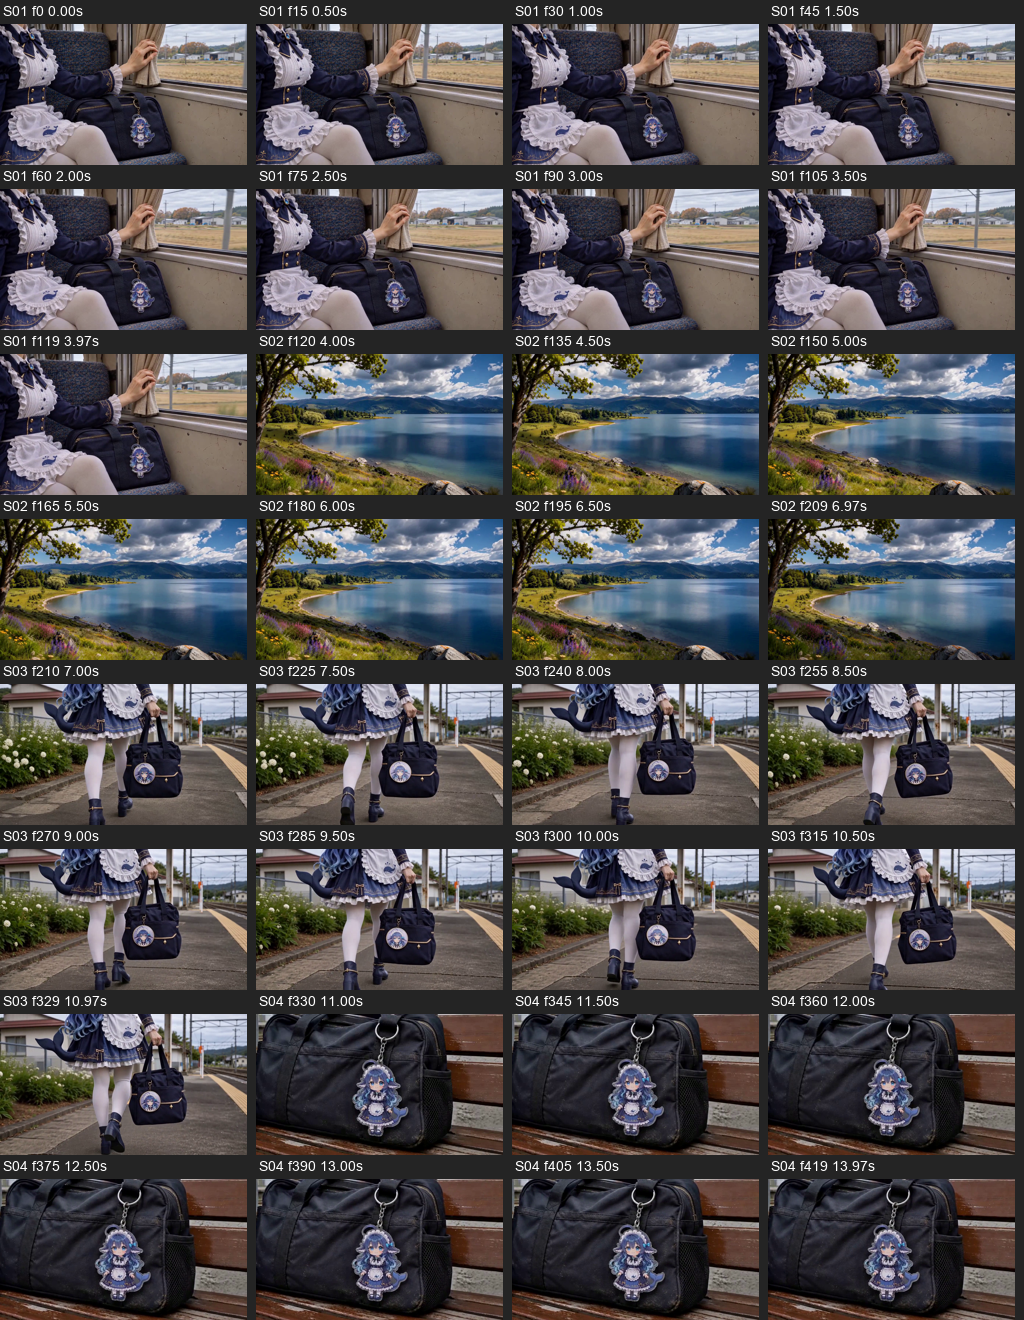 S01 f0 0.00s
S01 f15 0.50s
S01 f30 1.00s
S01 f45 1.50s
S01 f60 2.00s
S01 f75 2.50s
S01 f90 3.00s
S01 f105 3.50s
S01 f119 3.97s
S02 f120 4.00s
S02 f135 4.50s
S02 f150 5.00s
S02 f165 5.50s
S02 f180 6.00s
S02 f195 6.50s
S02 f209 6.97s
S03 f210 7.00s
S03 f225 7.50s
S03 f240 8.00s
S03 f255 8.50s
S03 f270 9.00s
S03 f285 9.50s
S03 f300 10.00s
S03 f315 10.50s
S03 f329 10.97s
S04 f330 11.00s
S04 f345 11.50s
S04 f360 12.00s
S04 f375 12.50s
S04 f390 13.00s
S04 f405 13.50s
S04 f419 13.97s